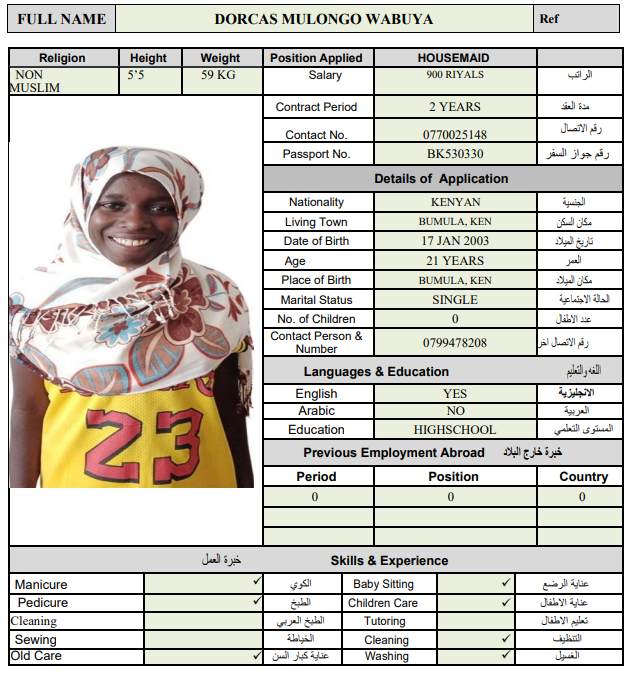 FULL NAME DORCAS MULONGO WABUYA Ref
Religion Height Weight Position Applied HOUSEMAID
NON MUSLIM 5'5 59 KG Salary 900 RIYALS الراتب
Contract Period 2 YEARS مدة العقد
Contact No. 0770025148 رقم الاتصال
Passport No. BK530330 رقم جواز السفر
Details of Application
Nationality KENYAN الجنسية
Living Town BUMULA, KEN مكان السكن
Date of Birth 17 JAN 2003 تاريخ الميلاد
Age 21 YEARS العمر
Place of Birth BUMULA, KEN مكان الميلاد
Marital Status SINGLE الحالة الاجتماعية
No. of Children 0 عدد الاطفال
Contact Person & Number 0799478208 رقم الاتصال اخر
Languages & Education اللغه والتعليم
English YES الانجليزية
Arabic NO العربية
Education HIGHSCHOOL المستوى التعلمي
Previous Employment Abroad خبرة خارج البلاد
Period Position Country
0 0 0
23
خبرة العمل Skills & Experience
Manicure ✓ الكوي Baby Sitting ✓ عناية الرضع
Pedicure ✓ الطبخ Children Care ✓ عناية الاطفال
Cleaning الطبخ العربي Tutoring تعليم الاطفال
Sewing الخياطة Cleaning ✓ التنظيف
Old Care ✓ عناية كبار السن Washing ✓ الغسيل